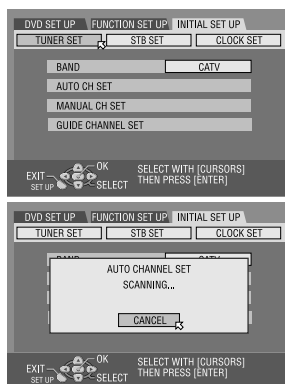 DVD SET UP FUNCTION SET UP INITIAL SET UP
TUNER SET STB SET CLOCK SET
BAND CATV
AUTO CH SET
MANUAL CH SET
GUIDE CHANNEL SET
EXIT OK SELECT WITH [CURSORS]
SET UP SELECT THEN PRESS [ENTER]
DVD SET UP FUNCTION SET UP INITIAL SET UP
TUNER SET STB SET CLOCK SET
BAND CATV
AUTO CHANNEL SET
SCANNING...
CANCEL
EXIT OK SELECT WITH [CURSORS]
SET UP SELECT THEN PRESS [ENTER]